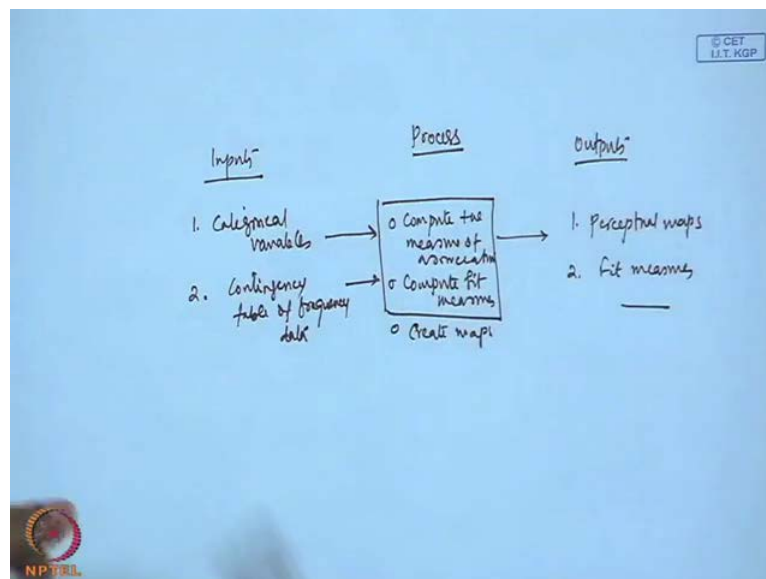 © CET
I.I.T. KGP
Inputs
Process
Outputs
1. Categorical
variables
2. Contingency
table of frequency
data
o Compute the
measure of
association
o Compute fit
measures
o Create maps
1. Perceptual maps
2. Fit measures
NPTEL